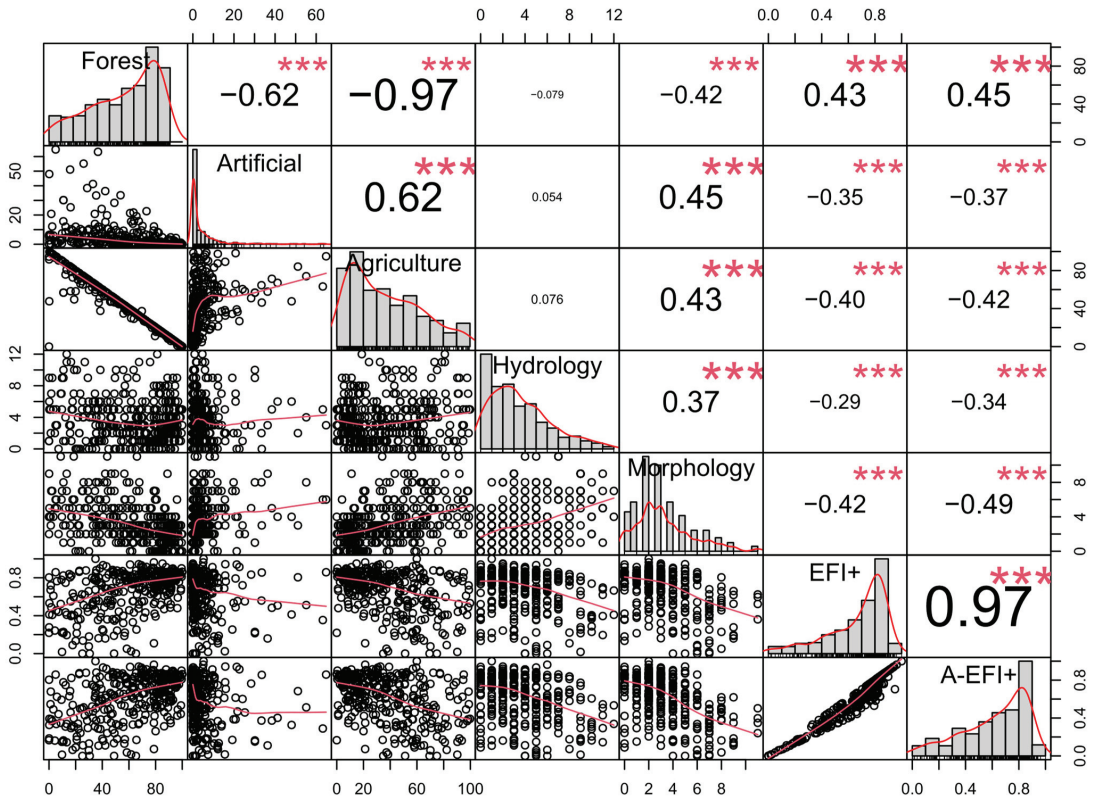 0 20 40 60 0 4 8 12 0.0 0.4 0.8
Forest *** *** *** *** ***
−0.62 −0.97 −0.079 −0.42 0.43 0.45
0 40 80
Artificial *** *** *** ***
0.62 0.054 0.45 −0.35 −0.37
0 20 50
Agriculture *** *** ***
0.076 0.43 −0.40 −0.42
0 40 80
Hydrology *** *** ***
0.37 −0.29 −0.34
0 4 8 12
Morphology *** ***
−0.42 −0.49
0 4 8
EFI+ ***
0.97
0.0 0.4 0.8
A-EFI+
0.0 0.4 0.8
0 40 80 0 20 40 60 80 100 0 2 4 6 8 0.0 0.4 0.8